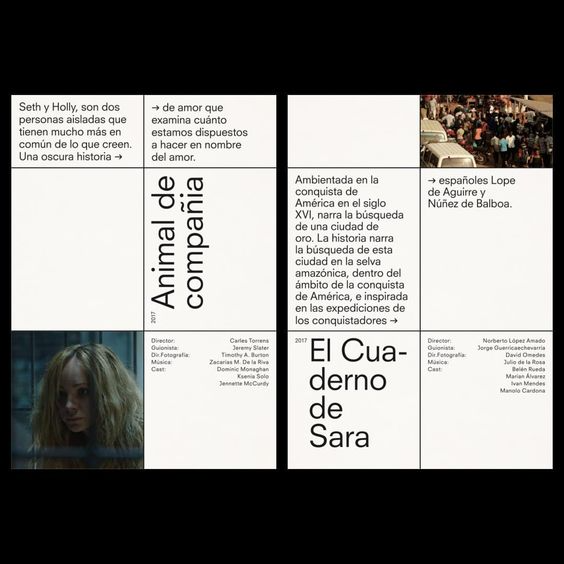 Seth y Holly, son dos
personas aisladas que
tienen mucho más en
común de lo que creen.
Una oscura historia →
→ de amor que
examina cuánto
estamos dispuestos
a hacer en nombre
del amor.
Animal de
compañia
2017
Director: Carles Torrens
Guionista: Jeremy Slater
Dir.Fotografía: Timothy A. Burton
Música: Zacarías M. De la Riva
Cast: Dominic Monaghan
Ksenia Solo
Jennette McCurdy
Ambientada en la
conquista de
América en el siglo
XVI, narra la búsqueda
de una ciudad de
oro. La historia narra
la búsqueda de esta
ciudad en la selva
amazónica, dentro del
ámbito de la conquista
de América, e inspirada
en las expediciones de
los conquistadores →
→ españoles Lope
de Aguirre y
Núñez de Balboa.
2017
El Cua-
derno
de
Sara
Director: Norberto López Amado
Guionista: Jorge Guerricaechevarría
Dir.Fotografía: David Omedes
Música: Julio de la Rosa
Cast: Belén Rueda
Marian Álvarez
Ivan Mendes
Manolo Cardona